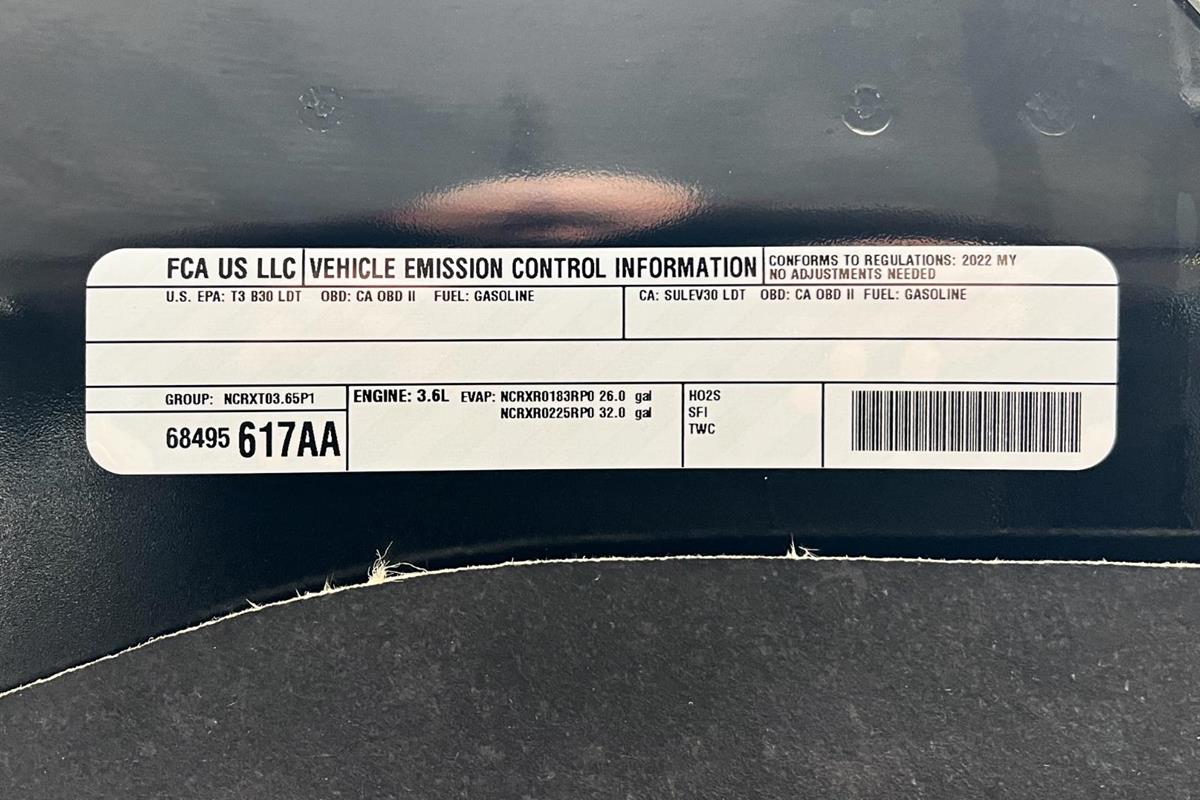 FCA US LLC VEHICLE EMISSION CONTROL INFORMATION CONFORMS TO REGULATIONS: 2022 MY
NO ADJUSTMENTS NEEDED
U.S. EPA: T3 B30 LDT OBD: CA OBD II FUEL: GASOLINE
CA: SULEV30 LDT OBD: CA OBD II FUEL: GASOLINE
GROUP: NCRXT03.65P1
68495 617AA
ENGINE: 3.6L EVAP: NCRXR0183RP0 26.0 gal
NCRXR0225RP0 32.0 gal
HO2S
SFI
TWC